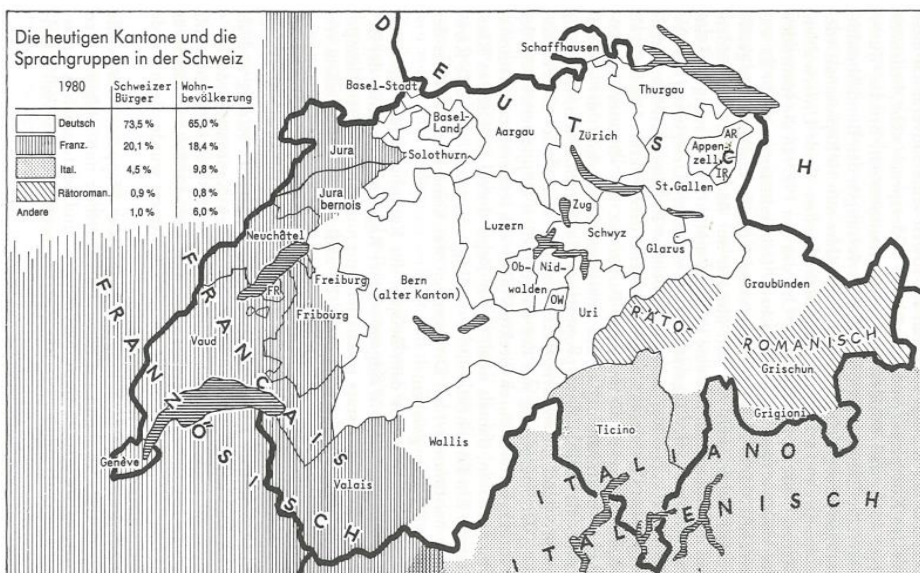 Die heutigen Kantone und die
Sprachgruppen in der Schweiz
1980 Schweizer Bürger Wohn-bevölkerung
Deutsch 73,5 % 65,0 %
Franz. 20,1 % 18,4 %
Ital. 4,5 % 9,8 %
Rätoroman. 0,9 % 0,8 %
Andere 1,0 % 6,0 %
DEUTSCH
Schaffhausen
Basel-Stadt
Thurgau
Basel-
Land
Aargau
Zürich
AR
Appen-
zell
IR
Jura
Solothurn
St.Gallen
Jura
bernois
Zug
Luzern
Schwyz
Neuchâtel
Glarus
Ob-
Nid-
walden
OW
FR
Freiburg
Bern
(alter Kanton)
Uri
Graubünden
Fribourg
RÄTO-
ROMANISCH
Vaud
Grischun
Grigioni
FRANÇAIS
FRANZÖSISCH
Genève
Wallis
Valais
Ticino
ITALIANO
ITALIENISCH